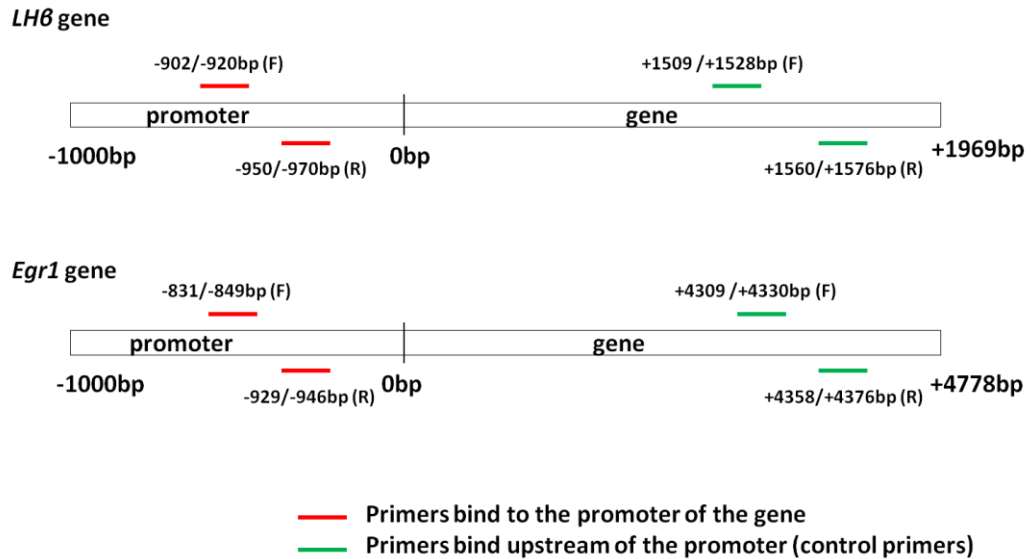 LHβ gene
-902/-920bp (F)
+1509 /+1528bp (F)
promoter
gene
-1000bp
0bp
+1969bp
-950/-970bp (R)
+1560/+1576bp (R)
Egr1 gene
-831/-849bp (F)
+4309 /+4330bp (F)
promoter
gene
-1000bp
0bp
+4778bp
-929/-946bp (R)
+4358/+4376bp (R)
Primers bind to the promoter of the gene
Primers bind upstream of the promoter (control primers)